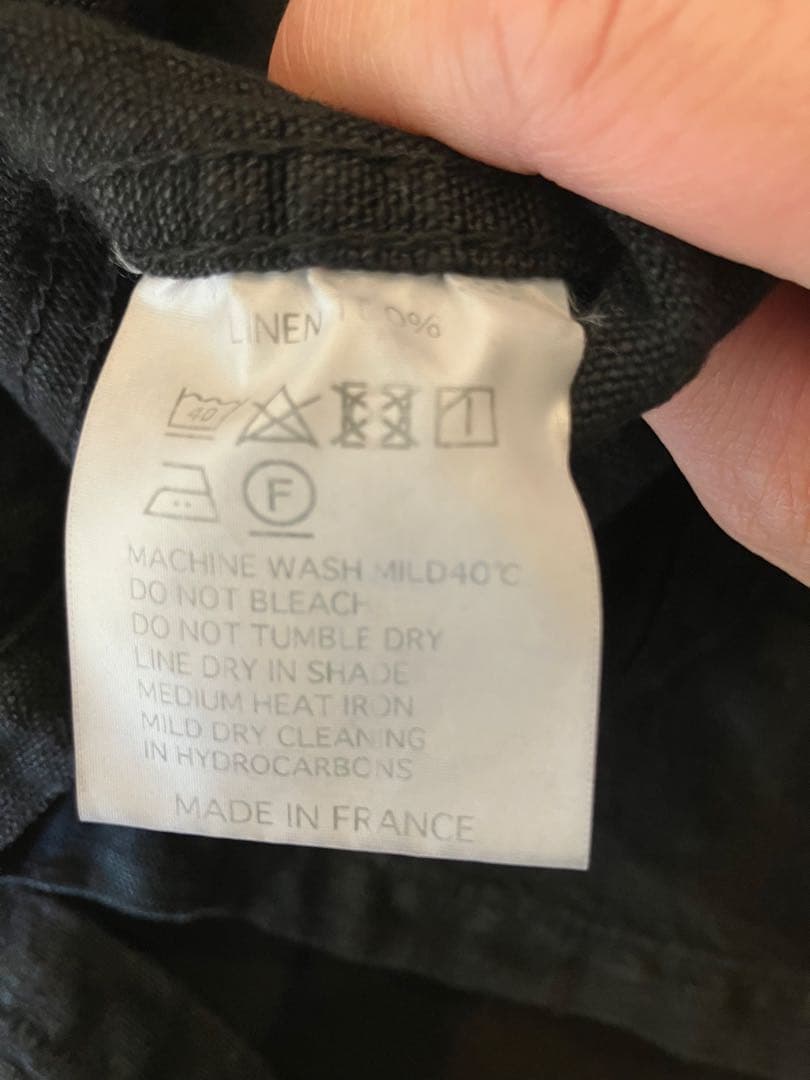 LINEN 100%
40
F
MACHINE WASH MILD40℃
DO NOT BLEACH
DO NOT TUMBLE DRY
LINE DRY IN SHADE
MEDIUM HEAT IRON
MILD DRY CLEANING
IN HYDROCARBONS
MADE IN FRANCE